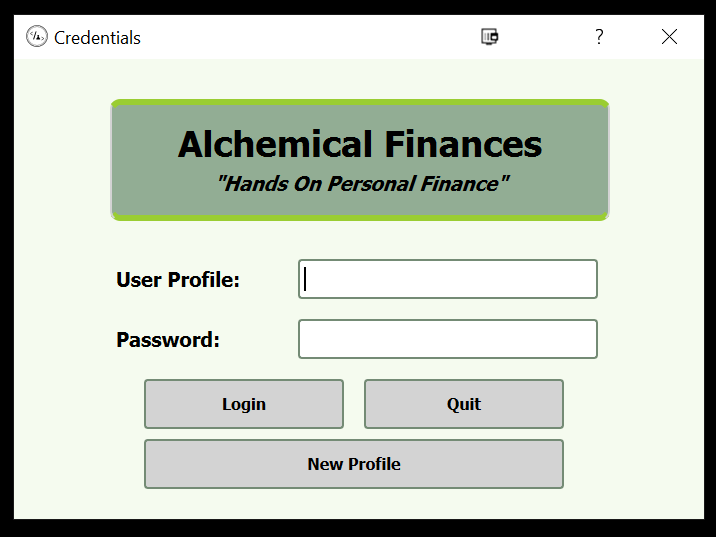 Credentials
?
Alchemical Finances
"Hands On Personal Finance"
User Profile:
Password:
Login
Quit
New Profile